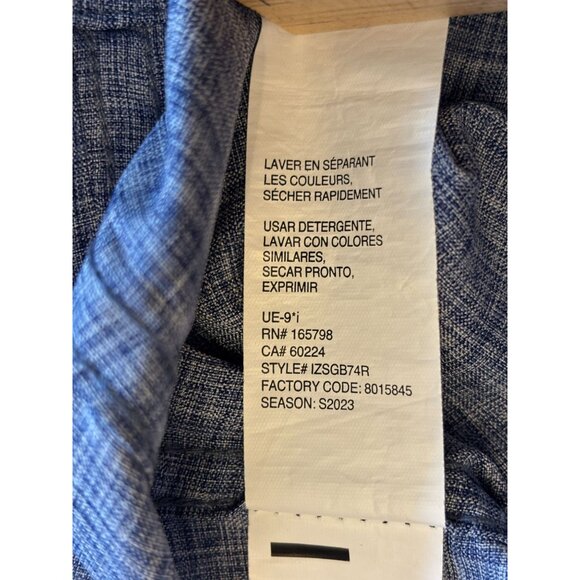 LAVER EN SÉPARANT
LES COULEURS,
SÉCHER RAPIDEMENT
USAR DETERGENTE,
LAVAR CON COLORES
SIMILARES,
SECAR PRONTO,
EXPRIMIR
UE-9*i
RN# 165798
CA# 60224
STYLE# IZSGB74R
FACTORY CODE: 8015845
SEASON: S2023